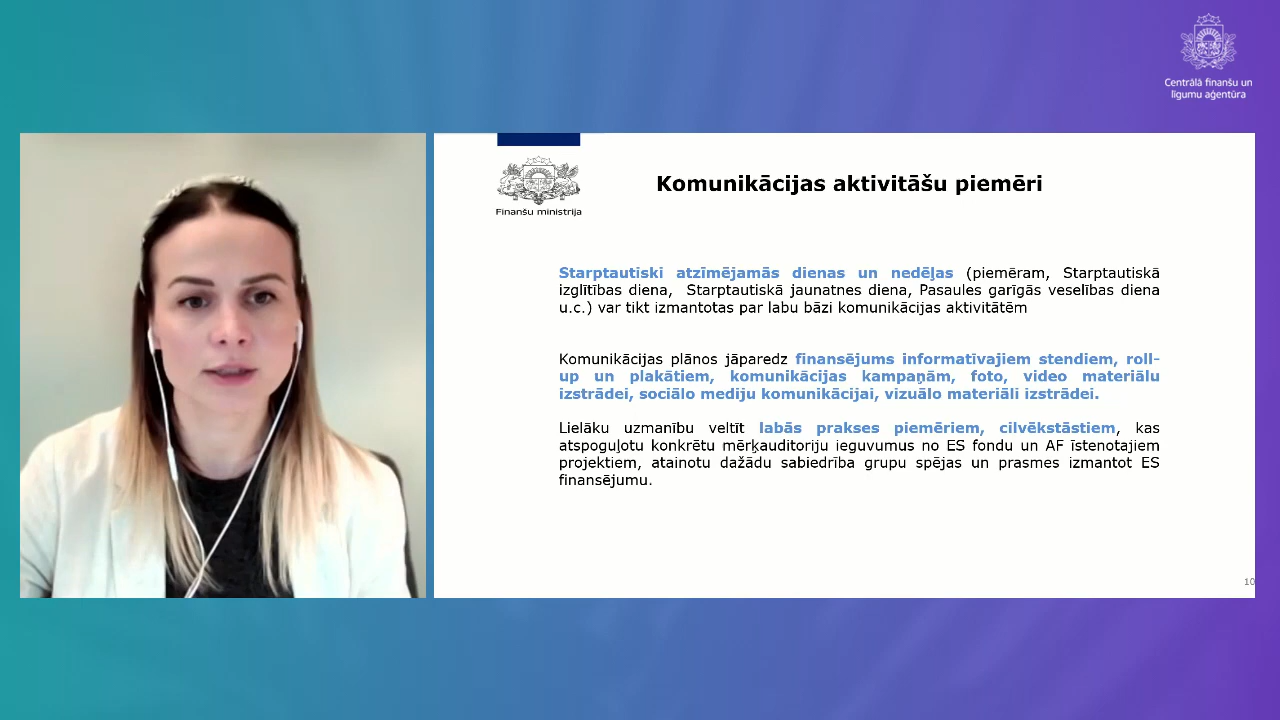 Centrālā finanšu un
līgumu aģentūra
Finanšu ministrija
Komunikācijas aktivitāšu piemēri
Starptautiski atzīmējamās dienas un nedēļas (piemēram, Starptautiskā
izglītības diena, Starptautiskā jaunatnes diena, Pasaules garīgās veselības diena
u.c.) var tikt izmantotas par labu bāzi komunikācijas aktivitātēm
Komunikācijas plānos jāparedz finansējums informatīvajiem stendiem, roll-
up un plakātiem, komunikācijas kampaņām, foto, video materiālu
izstrādei, sociālo mediju komunikācijai, vizuālo materiāli izstrādei.
Lielāku uzmanību veltīt labās prakses piemēriem, cilvēkstāstiem, kas
atspoguļotu konkrētu mērķauditoriju ieguvumus no ES fondu un AF īstenotajiem
projektiem, atainotu dažādu sabiedrība grupu spējas un prasmes izmantot ES
finansējumu.
10